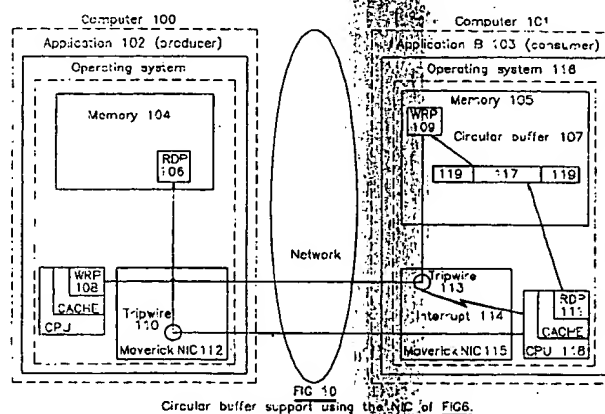 Computer 100
Application 102 (producer)
Operating system
Memory 104
RDP
106
WRP
108
CACHE
CPU
Tripwire
110
Maverick NIC 112
Network
Computer 101
Application B 103 (consumer)
Operating system 116
Memory 105
WRP
109
Circular buffer 107
119
117
119
Tripwire
113
Interrupt 114
Maverick NIC 115
RDP
111
CACHE
CPU 118
FIG 10
Circular buffer support using the NIC of FIG6.